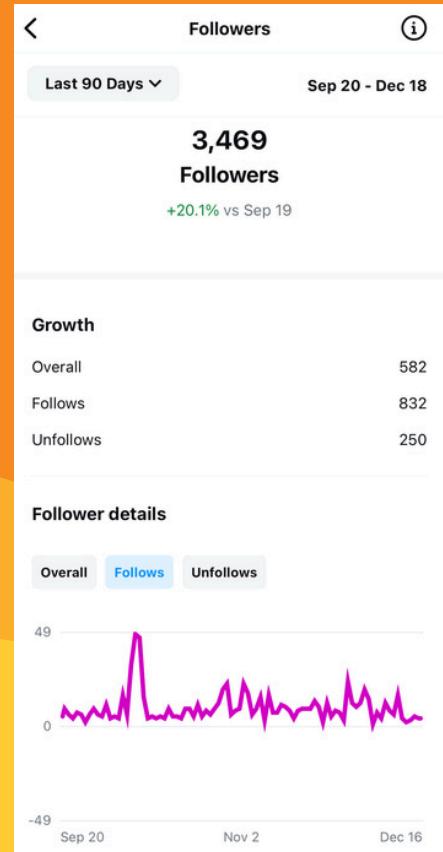 Followers
Last 90 Days
Sep 20 - Dec 18
3,469
Followers
+20.1% vs Sep 19
Growth
Overall 582
Follows 832
Unfollows 250
Follower details
Overall Follows Unfollows
49
0
-49
Sep 20 Nov 2 Dec 16